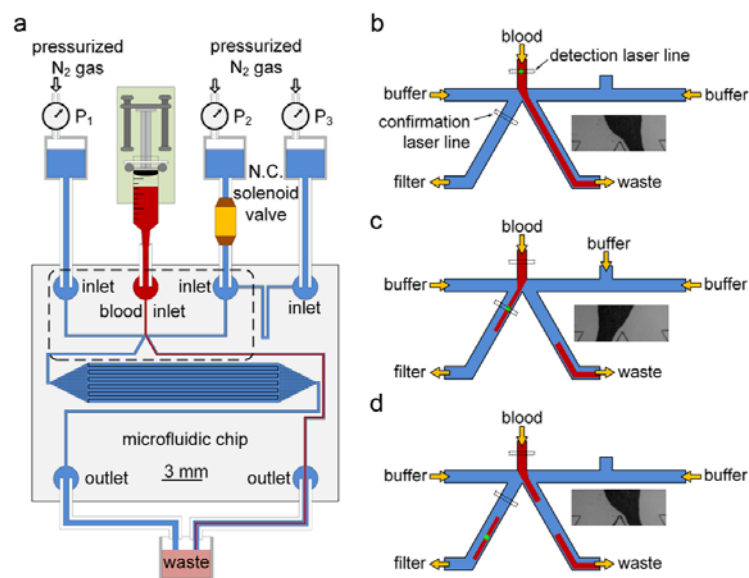 a
pressurized
N2 gas
pressurized
N2 gas
P1
P2
P3
N.C.
solenoid
valve
inlet
blood inlet
inlet
inlet
microfluidic chip
3 mm
outlet
outlet
waste
b
blood
detection laser line
buffer
buffer
confirmation
laser line
filter
waste
c
blood
buffer
buffer
buffer
filter
waste
d
blood
buffer
buffer
filter
waste